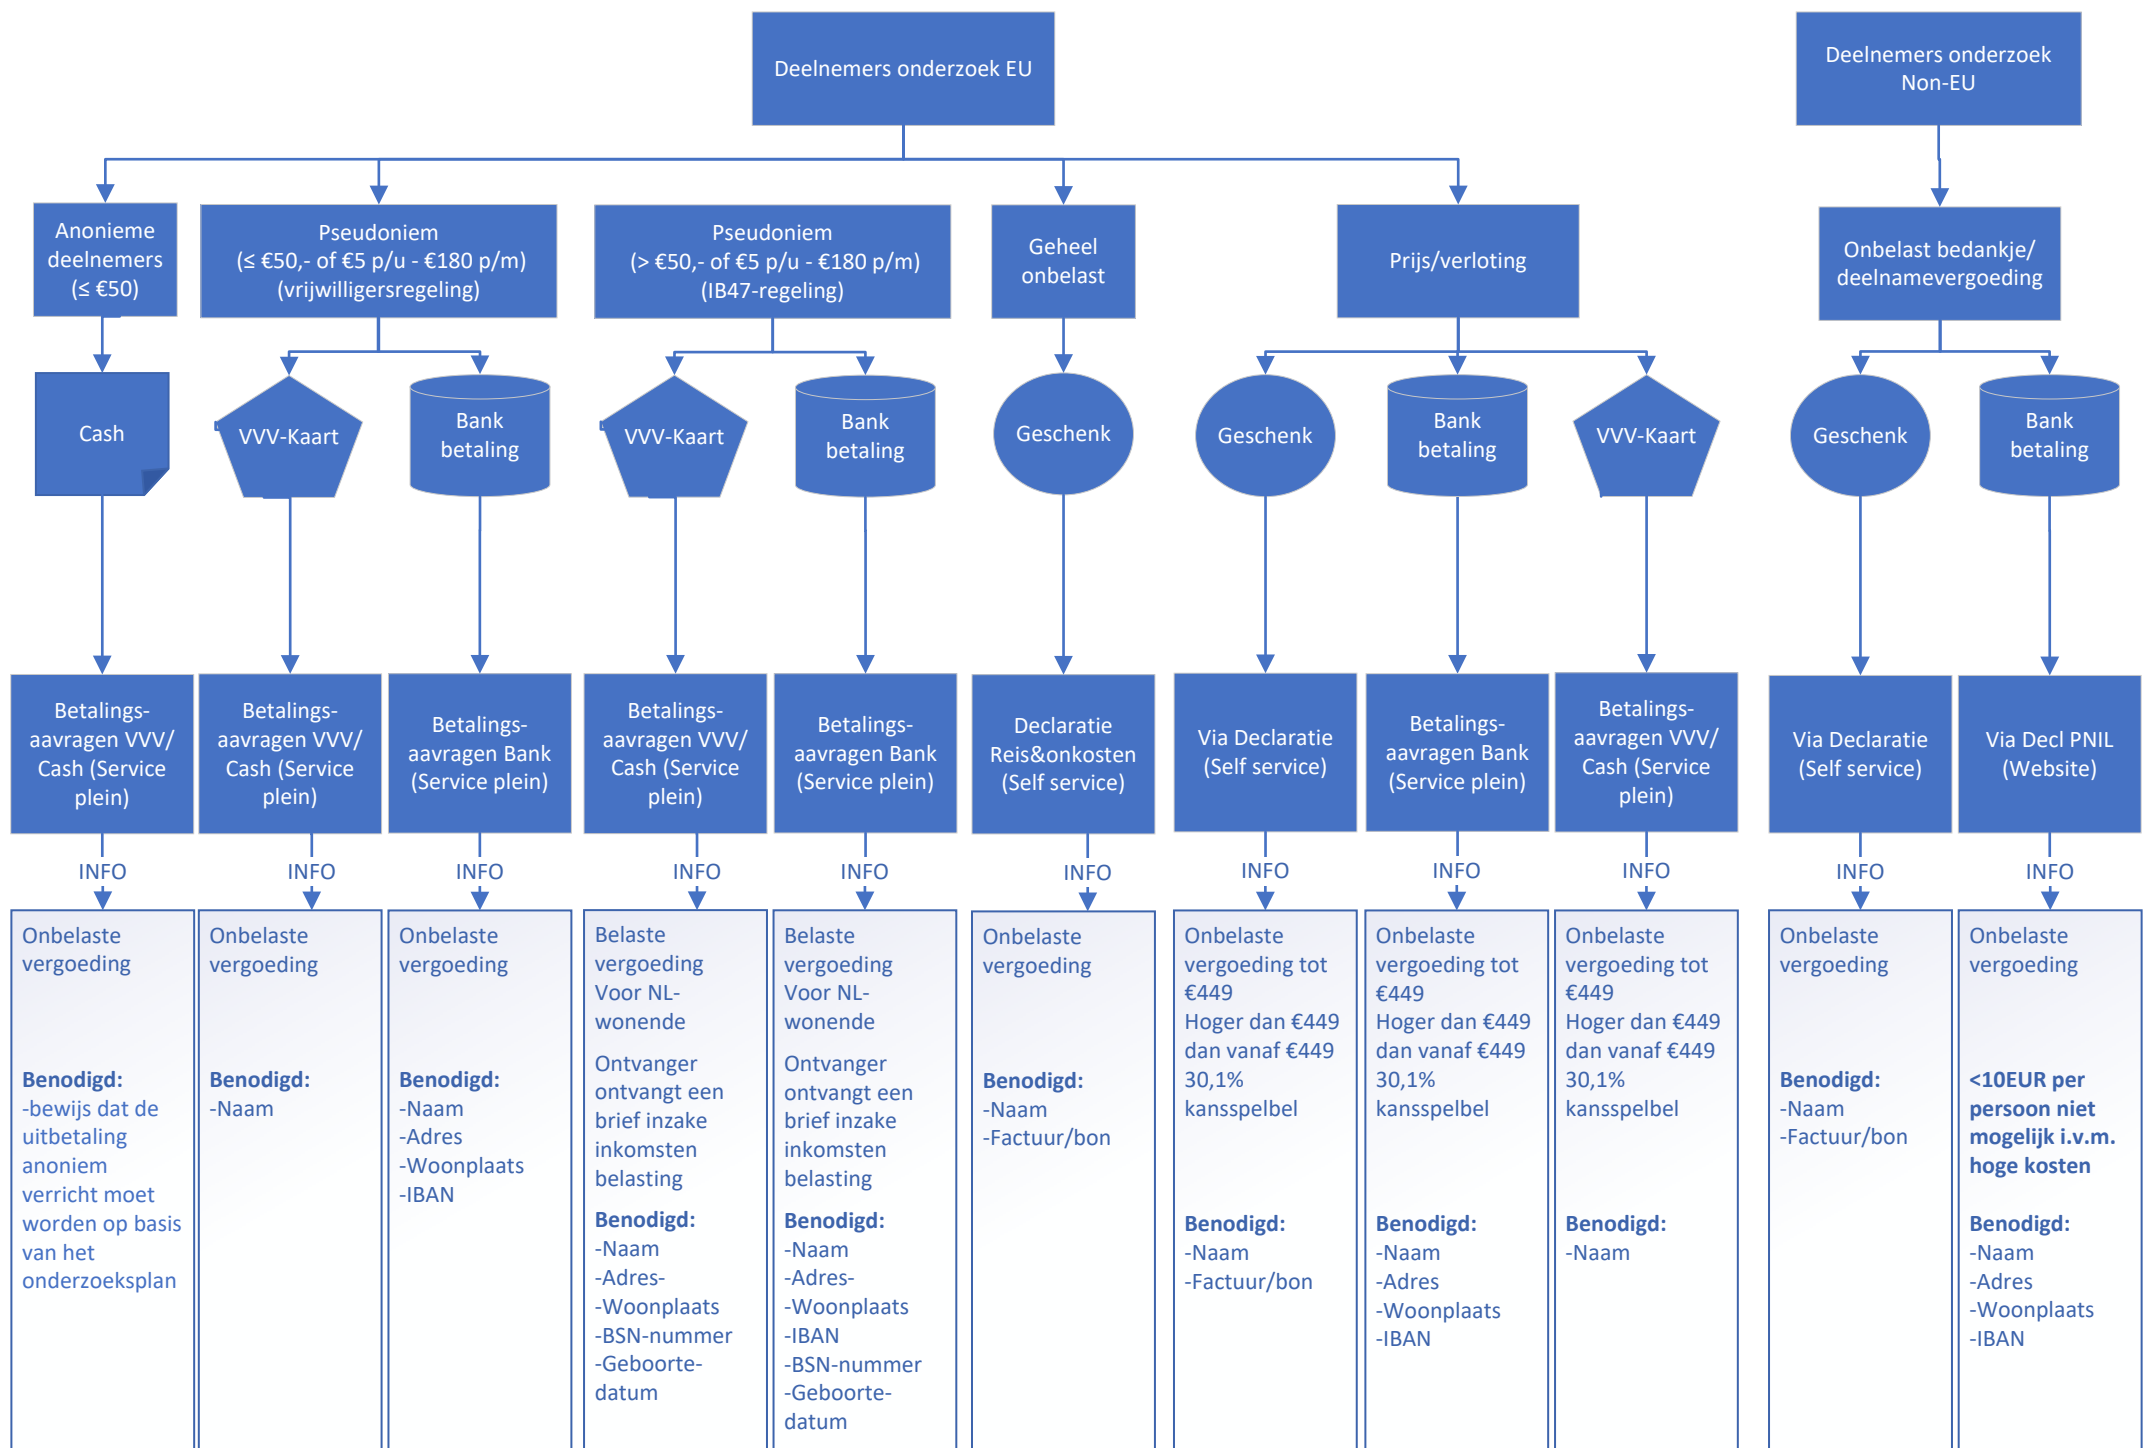 Deelnemers onderzoek EU
Deelnemers onderzoek
Non-EU
Anonieme
deelnemers
(≤ €50)
Pseudoniem
(≤ €50,- of €5 p/u - €180 p/m)
(vrijwilligersregeling)
Pseudoniem
(> €50,- of €5 p/u - €180 p/m)
(IB47-regeling)
Geheel
onbelast
Prijs/verloting
Onbelast bedankje/
deelnamevergoeding
Cash
VVV-Kaart
Bank
betaling
VVV-Kaart
Bank
betaling
Geschenk
Geschenk
Bank
betaling
VVV-Kaart
Geschenk
Bank
betaling
Betalings-
aavragen VVV/
Cash (Service
plein)
Betalings-
aavragen VVV/
Cash (Service
plein)
Betalings-
aavragen Bank
(Service plein)
Betalings-
aavragen VVV/
Cash (Service
plein)
Betalings-
aavragen Bank
(Service plein)
Declaratie
Reis&onkosten
(Self service)
Via Declaratie
(Self service)
Betalings-
aavragen Bank
(Service plein)
Betalings-
aavragen VVV/
Cash (Service
plein)
Via Declaratie
(Self service)
Via Decl PNIL
(Website)
INFO
INFO
INFO
INFO
INFO
INFO
INFO
INFO
INFO
INFO
INFO
Onbelaste
vergoeding
Benodigd:
-bewijs dat de
uitbetaling
anoniem
verricht moet
worden op basis
van het
onderzoeksplan
Onbelaste
vergoeding
Benodigd:
-Naam
Onbelaste
vergoeding
Benodigd:
-Naam
-Adres
-Woonplaats
-IBAN
Belaste
vergoeding
Voor NL-
wonende
Ontvanger
ontvangt een
brief inzake
inkomsten
belasting
Benodigd:
-Naam
-Adres-
-Woonplaats
-BSN-nummer
-Geboorte-
datum
Belaste
vergoeding
Voor NL-
wonende
Ontvanger
ontvangt een
brief inzake
inkomsten
belasting
Benodigd:
-Naam
-Adres-
-Woonplaats
-IBAN
-BSN-nummer
-Geboorte-
datum
Onbelaste
vergoeding
Benodigd:
-Naam
-Factuur/bon
Onbelaste
vergoeding tot
€449
Hoger dan €449
dan vanaf €449
30,1%
kansspelbel
Benodigd:
-Naam
-Factuur/bon
Onbelaste
vergoeding tot
€449
Hoger dan €449
dan vanaf €449
30,1%
kansspelbel
Benodigd:
-Naam
-Adres
-Woonplaats
-IBAN
Onbelaste
vergoeding tot
€449
Hoger dan €449
dan vanaf €449
30,1%
kansspelbel
Benodigd:
-Naam
Onbelaste
vergoeding
Benodigd:
-Naam
-Factuur/bon
Onbelaste
vergoeding
<10EUR per
persoon niet
mogelijk i.v.m.
hoge kosten
Benodigd:
-Naam
-Adres
-Woonplaats
-IBAN